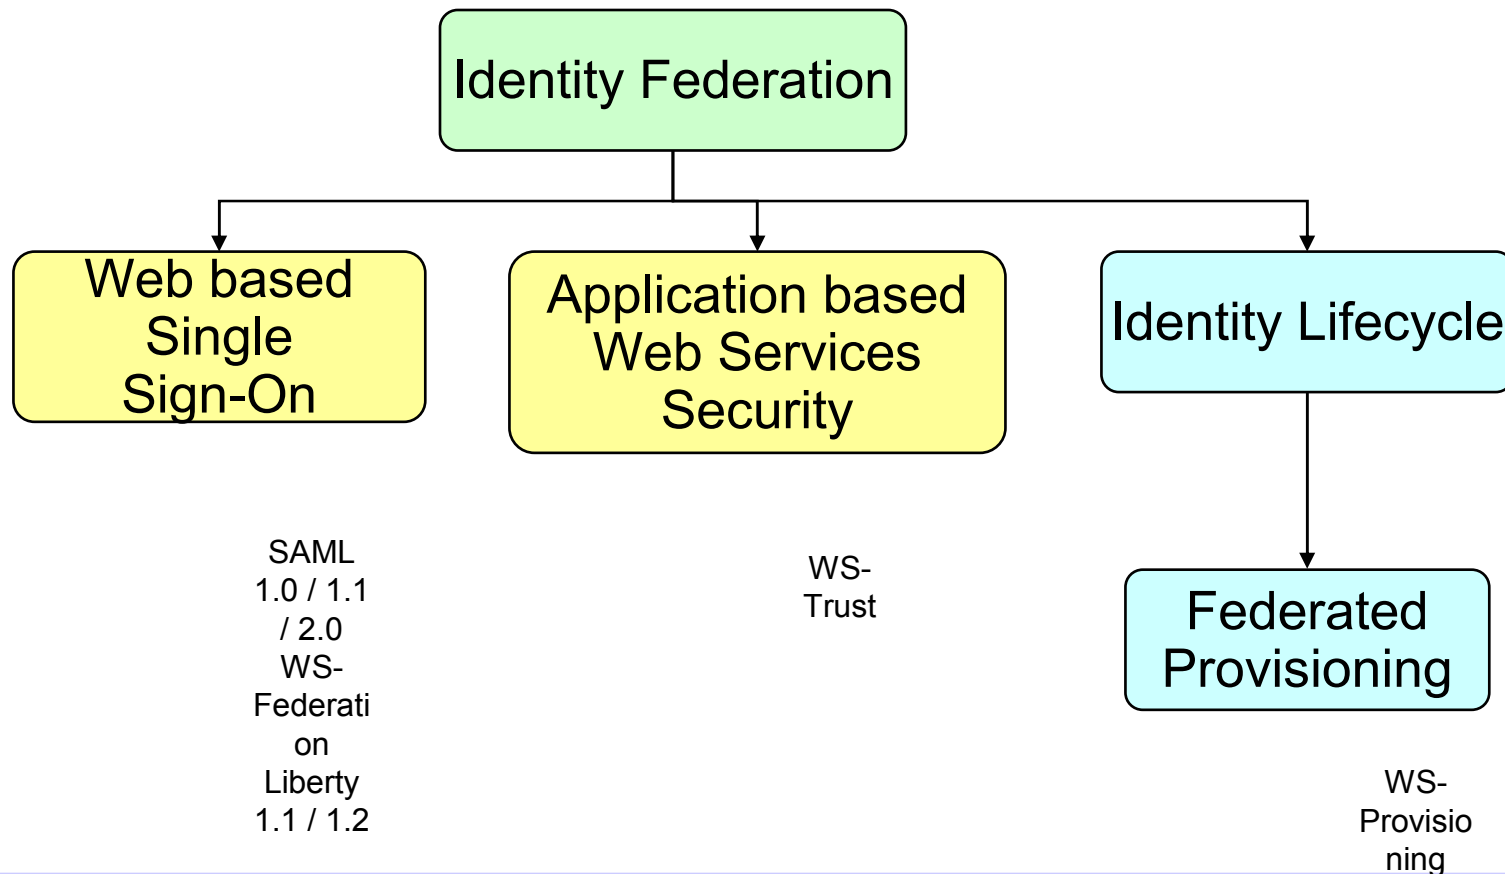 Identity Federation
Web based
Single
Sign-On
Application based
Web Services
Security
Identity Lifecycle
SAML
1.0 / 1.1
/ 2.0
WS-
Federati
on
Liberty
1.1 / 1.2
WS-
Trust
Federated
Provisioning
WS-
Provisio
ning